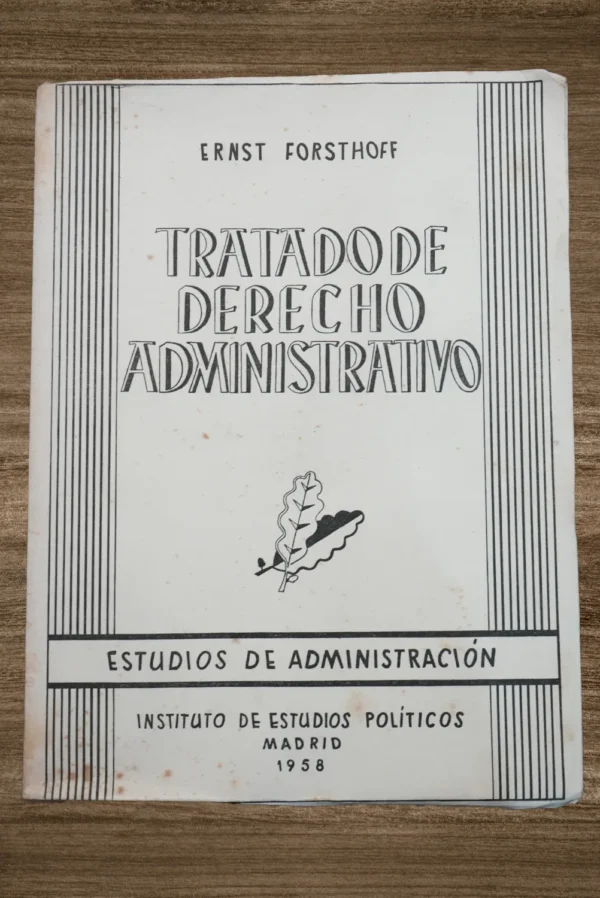 ERNST FORSTHOFF
TRATADO DE
DERECHO
ADMINISTRATIVO
ESTUDIOS DE ADMINISTRACIÓN
INSTITUTO DE ESTUDIOS POLÍTICOS
MADRID
1958